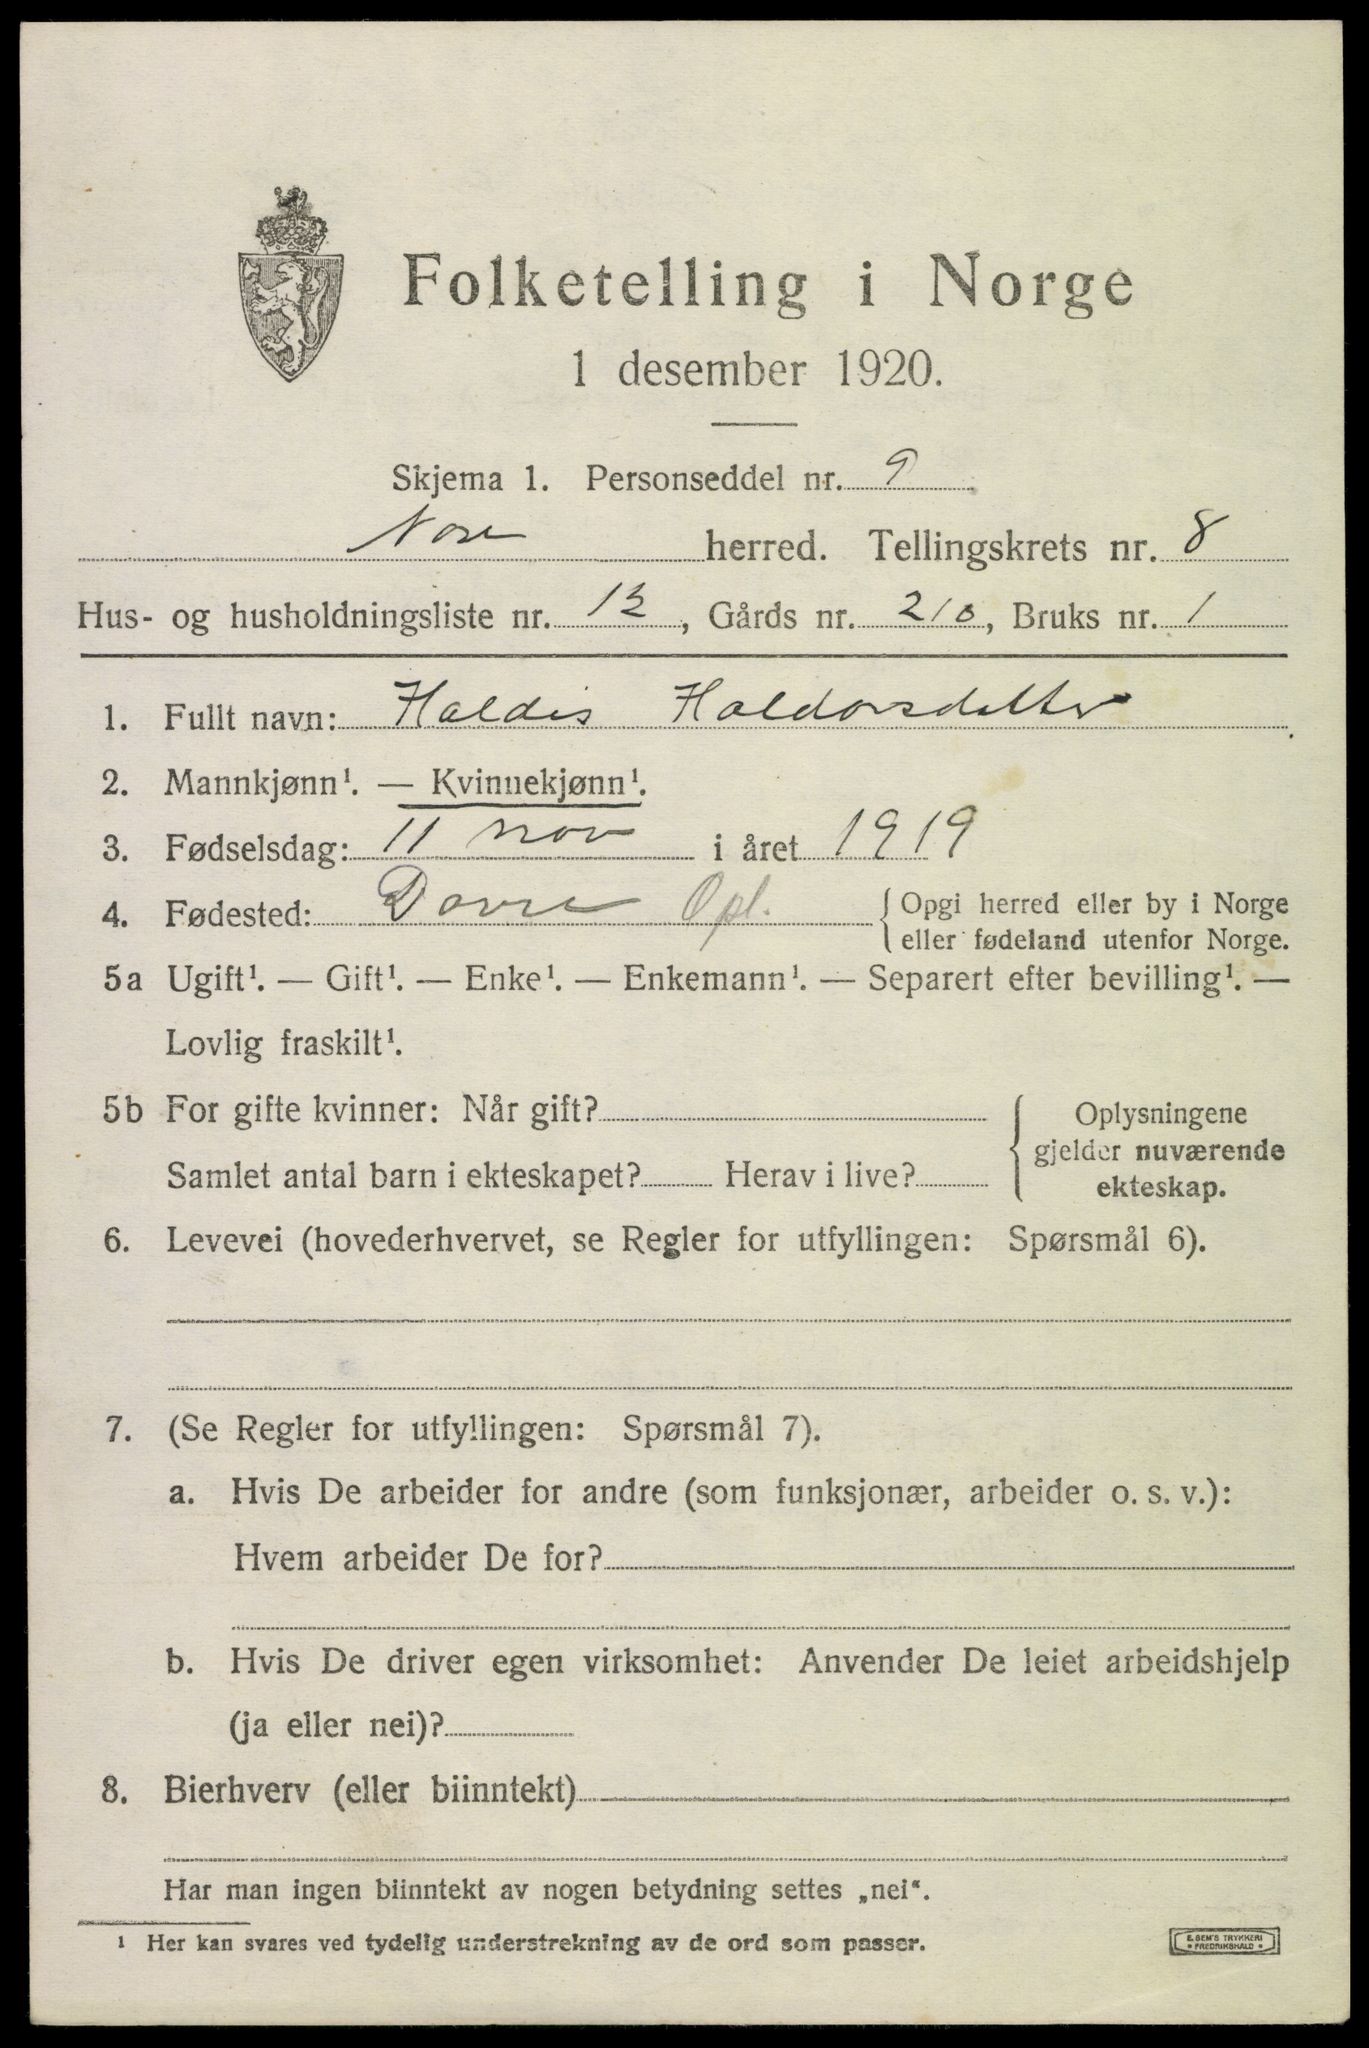 Folketelling i Norge
1 desember 1920.
Skjema 1. Personseddel nr. 9
Nore herred. Tellingskrets nr. 8
Hus- og husholdningsliste nr. 12, Gårds nr. 210, Bruks nr. 1
1. Fullt navn: Haldis Haldorsdatter
2. Mannkjønn¹. — Kvinnekjønn¹.
3. Fødselsdag: 11 nov i året 1919
4. Fødested: Dovre Opl. { Opgi herred eller by i Norge
eller fødeland utenfor Norge.
5a Ugift¹. — Gift¹. — Enke¹. — Enkemann¹. — Separert efter bevilling¹. —
Lovlig fraskilt¹.
5b For gifte kvinner: Når gift?
Samlet antal barn i ekteskapet? Herav i live?
Oplysningene
gjelder nuværende
ekteskap.
6. Levevei (hovederhvervet, se Regler for utfyllingen: Spørsmål 6).
7. (Se Regler for utfyllingen: Spørsmål 7).
a. Hvis De arbeider for andre (som funksjonær, arbeider o. s. v.):
Hvem arbeider De for?
b. Hvis De driver egen virksomhet: Anvender De leiet arbeidshjelp
(ja eller nei)?
8. Bierhverv (eller biinntekt)
Har man ingen biinntekt av nogen betydning settes „nei“.
¹ Her kan svares ved tydelig understrekning av de ord som passer.
E. SEM'S TRYKKERI
• FREDRIKSHALD •